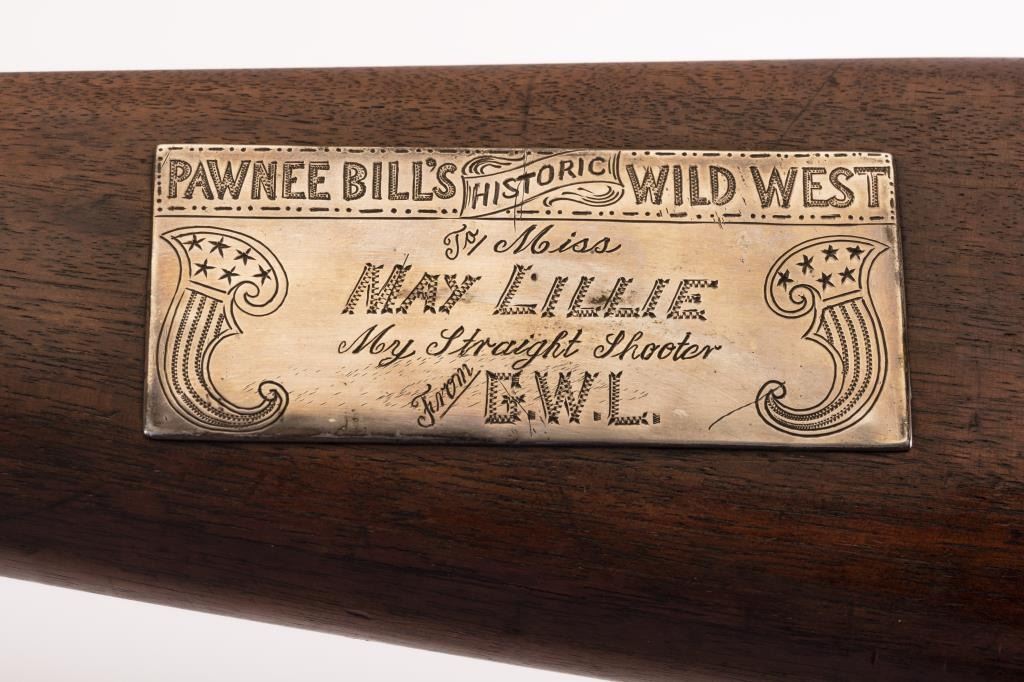 PAWNEE BILL'S HISTORIC WILD WEST
To Miss
MAY LILLIE
My Straight Shooter
From G.W.L.